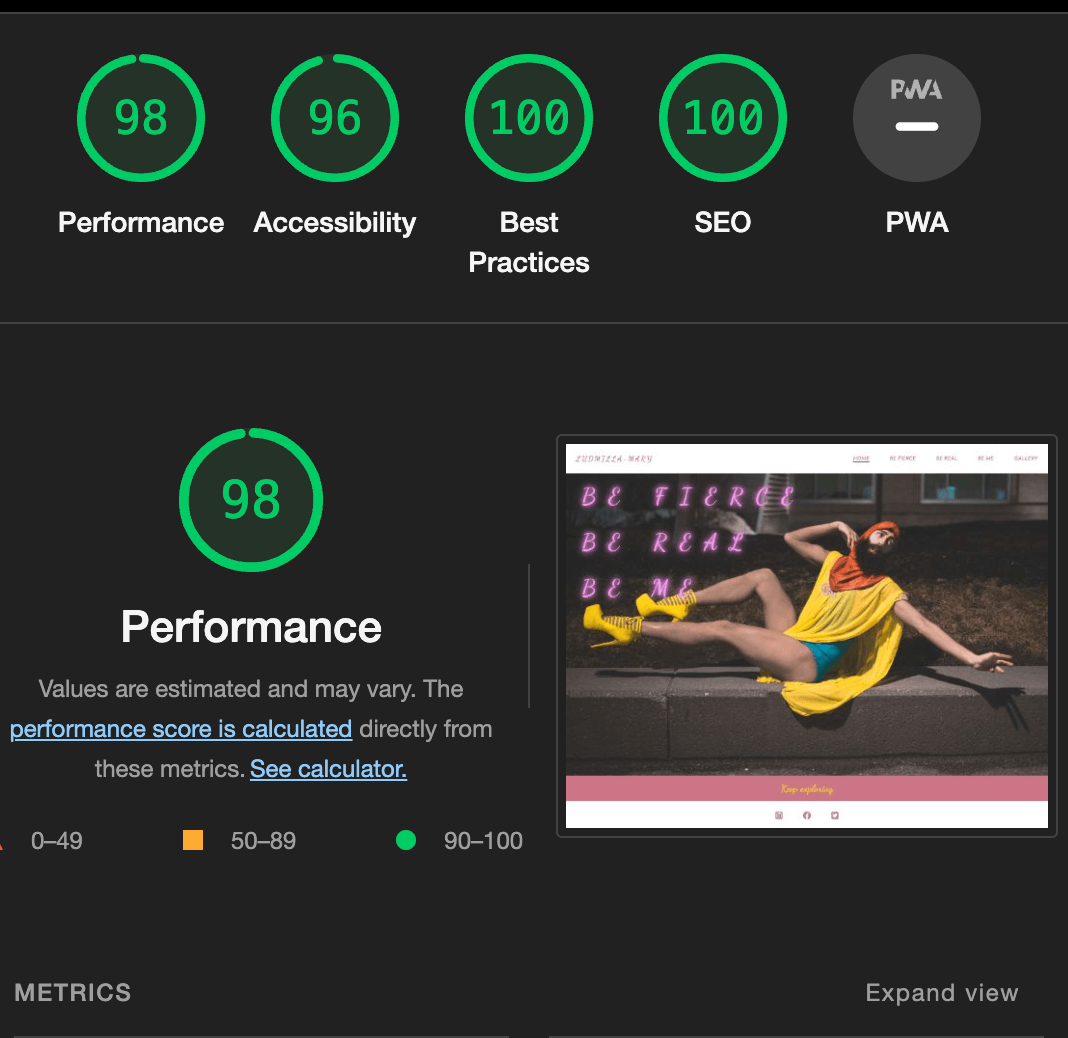 98
96
100
100
PWA
Performance
Accessibility
Best
Practices
SEO
PWA
98
Performance
Values are estimated and may vary. The
performance score is calculated directly from
these metrics. See calculator.
0–49
50–89
90–100
LUDMILLA-MARY
HOME
BE FIERCE
BE REAL
BE ME
GALLERY
BE FIERCE
BE REAL
BE ME
Keep exploring
METRICS
Expand view